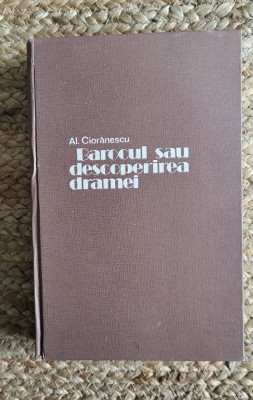 Al. Ciorănescu
Barocul sau
descoperirea
dramei